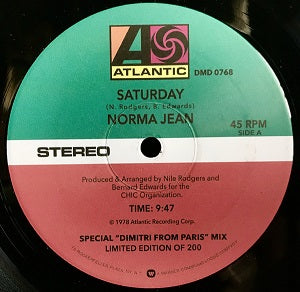 ATLANTIC
DMD 0768
SATURDAY
(N. Rodgers, B. Edwards)
NORMA JEAN
45 RPM
SIDE A
STEREO
Produced & Arranged by Nile Rodgers and
Bernard Edwards for the
CHIC Organization.
TIME: 9:47
© 1978 Atlantic Recording Corp.
SPECIAL "DIMITRI FROM PARIS" MIX
LIMITED EDITION OF 200